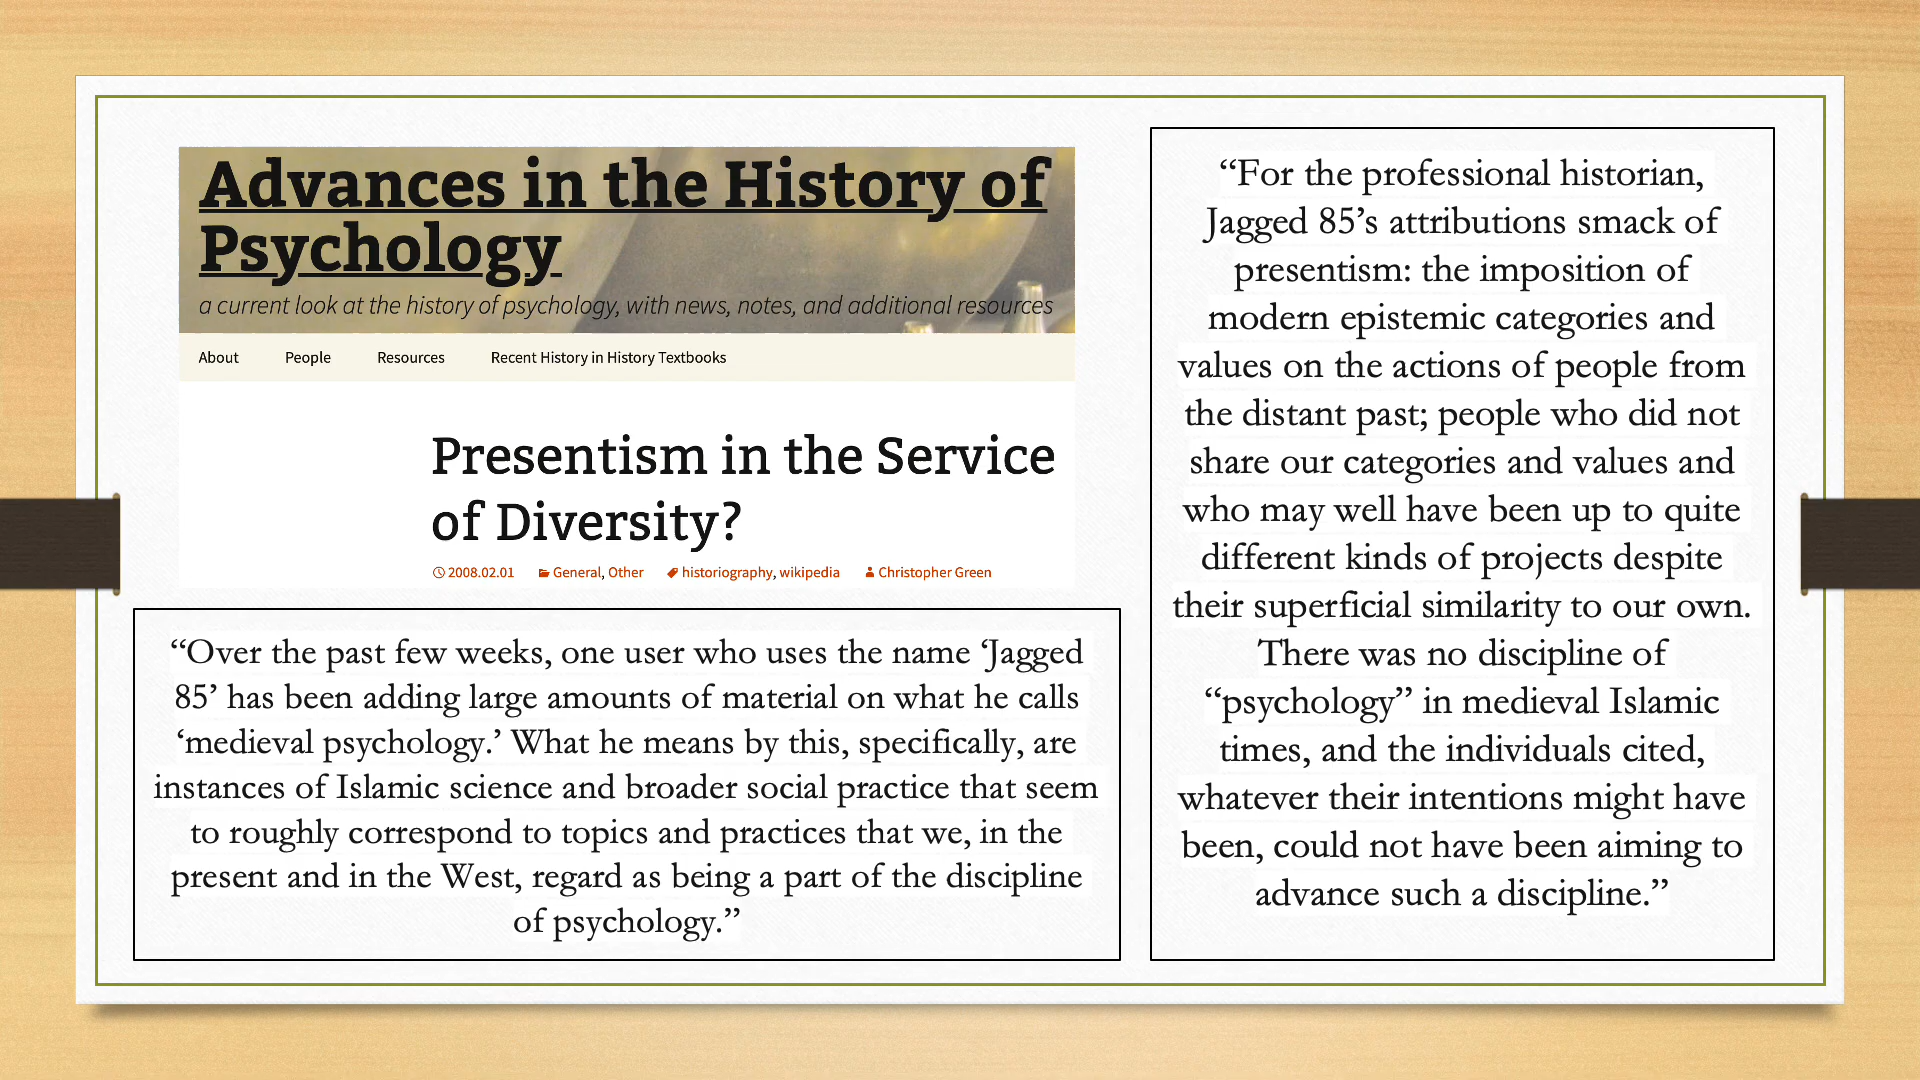 Advances in the History of
Psychology
a current look at the history of psychology, with news, notes, and additional resources
About People Resources Recent History in History Textbooks
Presentism in the Service
of Diversity?
2008.02.01 General, Other historiography, wikipedia Christopher Green
“Over the past few weeks, one user who uses the name ‘Jagged
85’ has been adding large amounts of material on what he calls
‘medieval psychology.’ What he means by this, specifically, are
instances of Islamic science and broader social practice that seem
to roughly correspond to topics and practices that we, in the
present and in the West, regard as being a part of the discipline
of psychology.”
“For the professional historian,
Jagged 85’s attributions smack of
presentism: the imposition of
modern epistemic categories and
values on the actions of people from
the distant past; people who did not
share our categories and values and
who may well have been up to quite
different kinds of projects despite
their superficial similarity to our own.
There was no discipline of
“psychology” in medieval Islamic
times, and the individuals cited,
whatever their intentions might have
been, could not have been aiming to
advance such a discipline.”